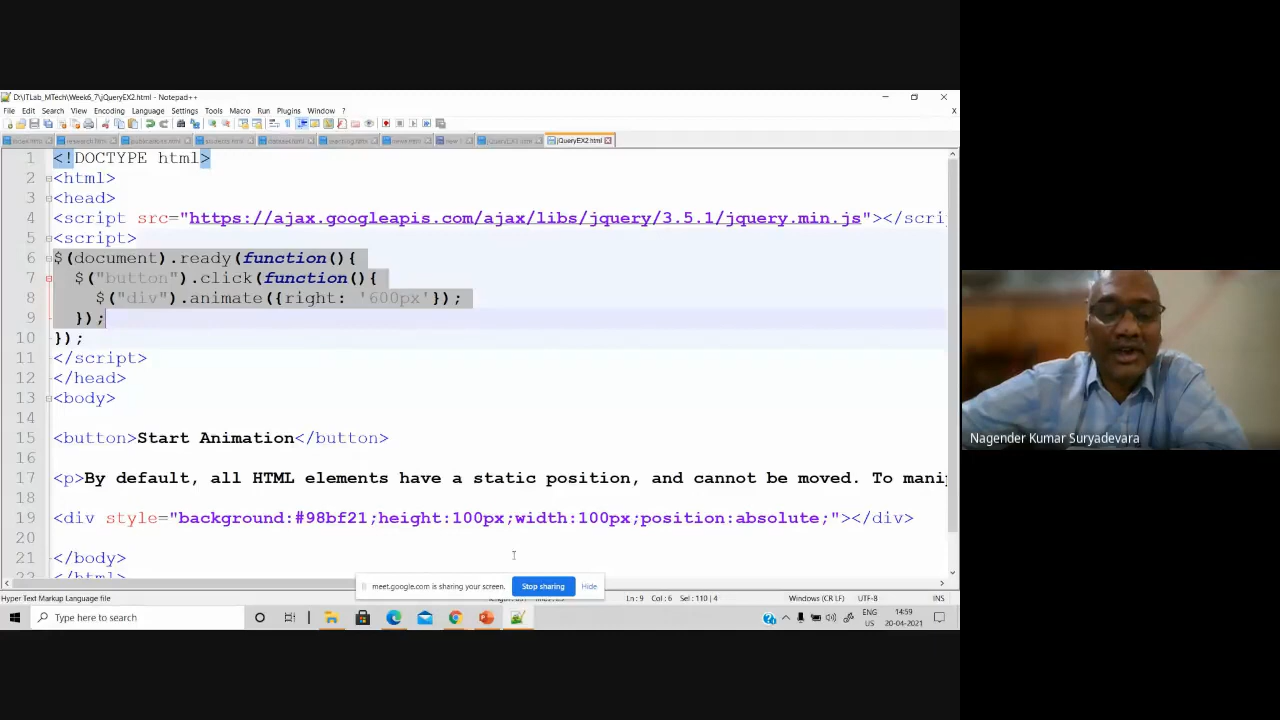 D:\ITLab_MTech\Week6_7\jQueryEX2.html - Notepad++
File Edit Search View Encoding Language Settings Tools Macro Run Plugins Window ?
X
jQueryEX2.html
1 <!DOCTYPE html>
2 <html>
3 <head>
4 <script src="https://ajax.googleapis.com/ajax/libs/jquery/3.5.1/jquery.min.js"></scri
5 <script>
6 $(document).ready(function(){
7 $("button").click(function(){
8 $("div").animate({right: '600px'});
9 });
10 });
11 </script>
12 </head>
13 <body>
14
15 <button>Start Animation</button>
16
17 <p>By default, all HTML elements have a static position, and cannot be moved. To manip
18
19 <div style="background:#98bf21;height:100px;width:100px;position:absolute;"></div>
20
21 </body>
22 </html>
meet.google.com is sharing your screen. Stop sharing Hide
Hyper Text Markup Language file Ln:9 Col:6 Sel:110|4 Windows (CR LF) UTF-8 INS
Type here to search
ENG US
14:59
20-04-2021
Nagender Kumar Suryadevara